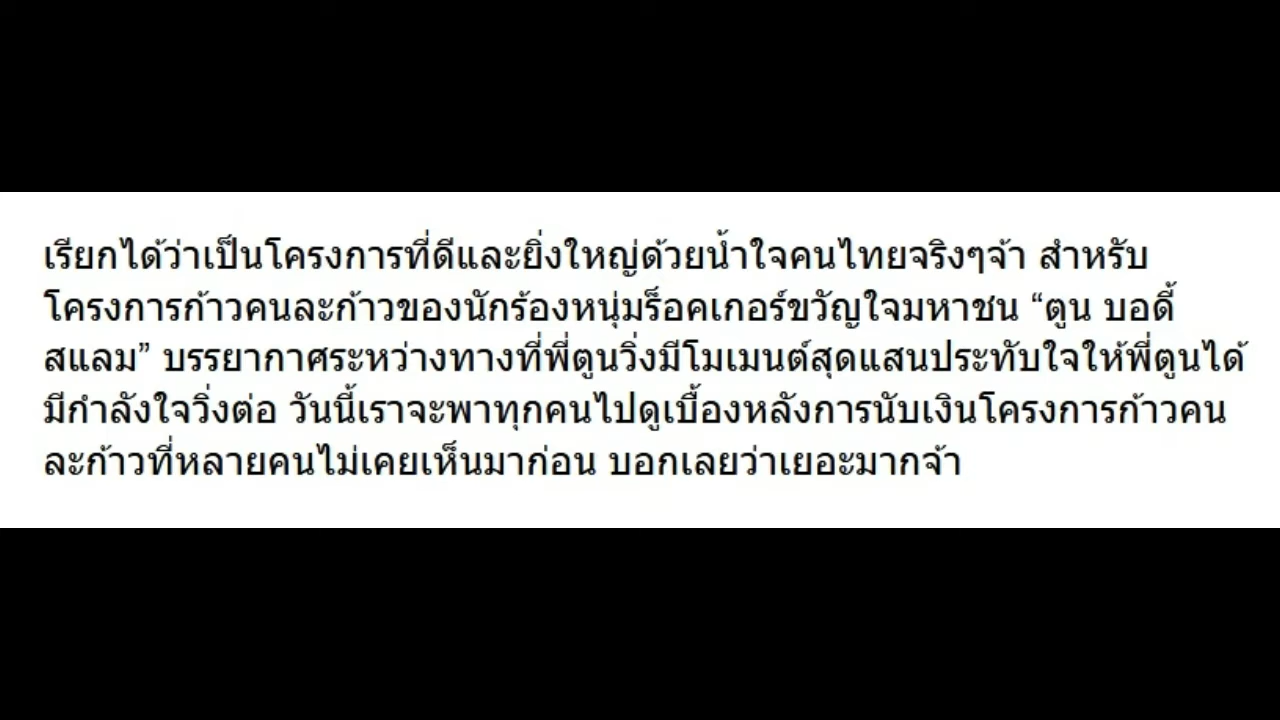 เรียกได้ว่าเป็นโครงการที่ดีและยิ่งใหญ่ด้วยน้ำใจคนไทยจริงๆจ้า สำหรับ
โครงการก้าวคนละก้าวของนักร้องหนุ่มร็อคเกอร์ขวัญใจมหาชน “ตูน บอดี้
สแลม” บรรยากาศระหว่างทางที่พี่ตูนวิ่งมีโมเมนต์สุดแสนประทับใจให้พี่ตูนได้
มีกำลังใจวิ่งต่อ วันนี้เราจะพาทุกคนไปดูเบื้องหลังการนับเงินโครงการก้าวคน
ละก้าวที่หลายคนไม่เคยเห็นมาก่อน บอกเลยว่าเยอะมากจ้า